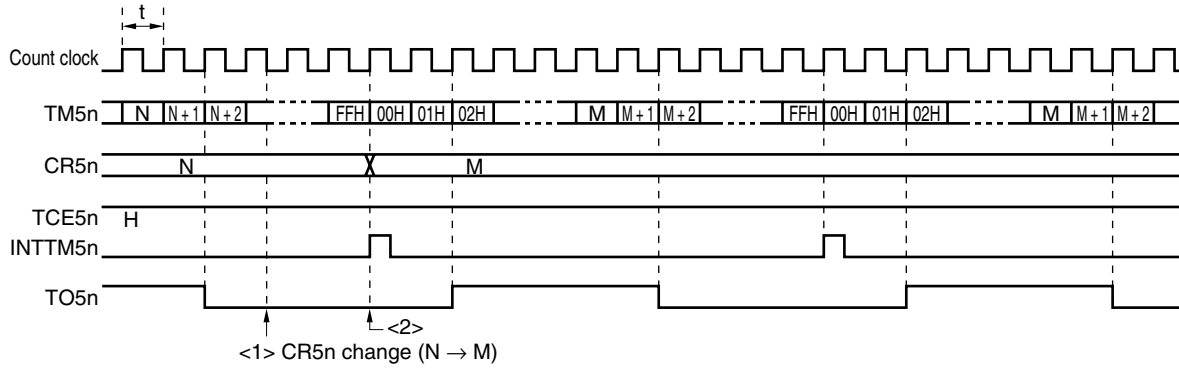 t
Count clock
TM5n N N + 1 N + 2 FFH 00H 01H 02H M M + 1 M + 2 FFH 00H 01H 02H M M + 1 M + 2
CR5n N M
TCE5n H
INTTM5n
TO5n
<2>
<1> CR5n change (N → M)